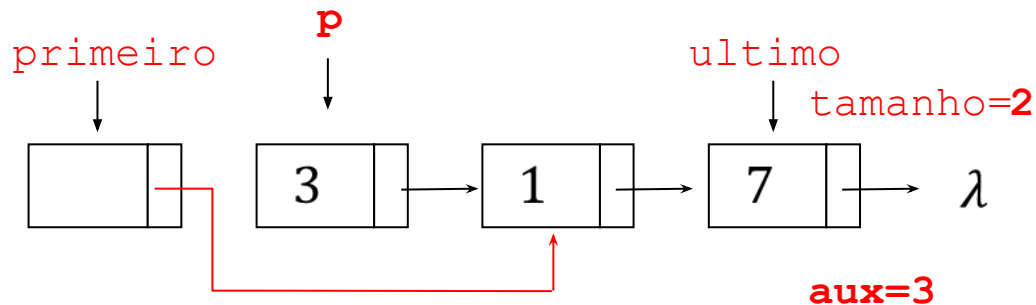 p
primeiro
ultimo
tamanho=2
3
1
7
λ
aux=3